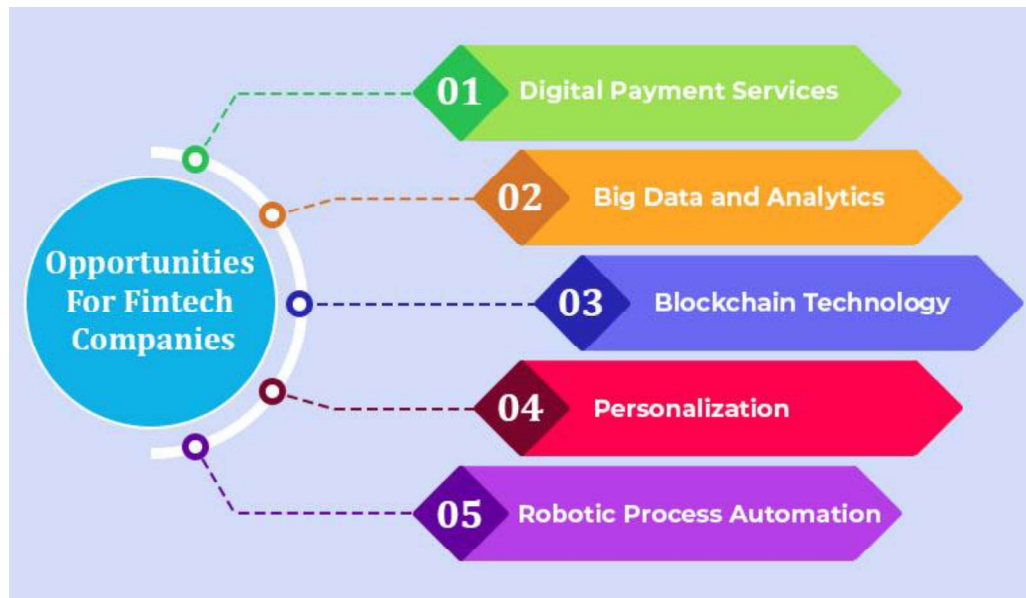 Opportunities
For Fintech
Companies
01
Digital Payment Services
02
Big Data and Analytics
03
Blockchain Technology
04
Personalization
05
Robotic Process Automation